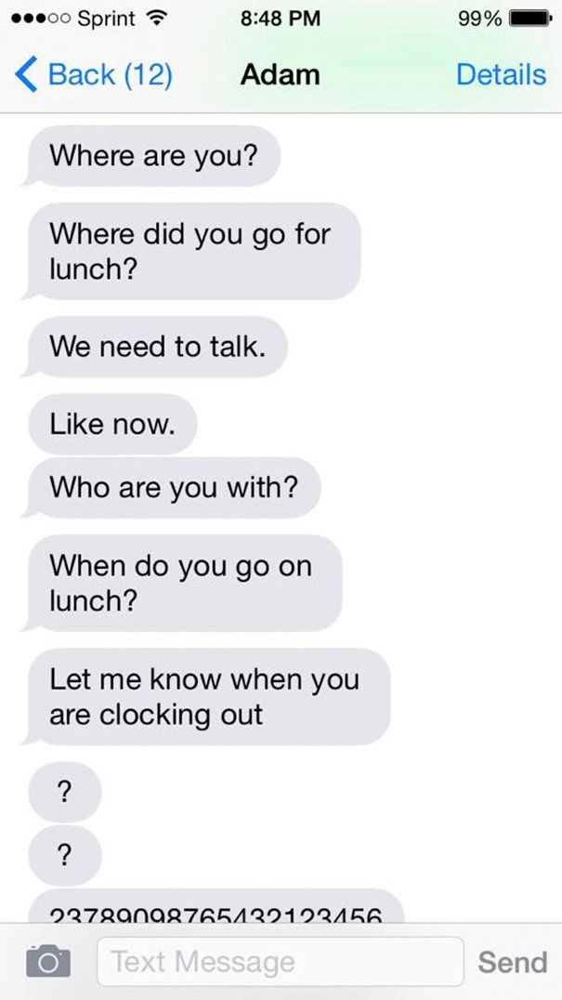 Sprint 8:48 PM 99%
Back (12) Adam Details
Where are you?
Where did you go for
lunch?
We need to talk.
Like now.
Who are you with?
When do you go on
lunch?
Let me know when you
are clocking out
?
?
23789098765432123456
Text Message Send